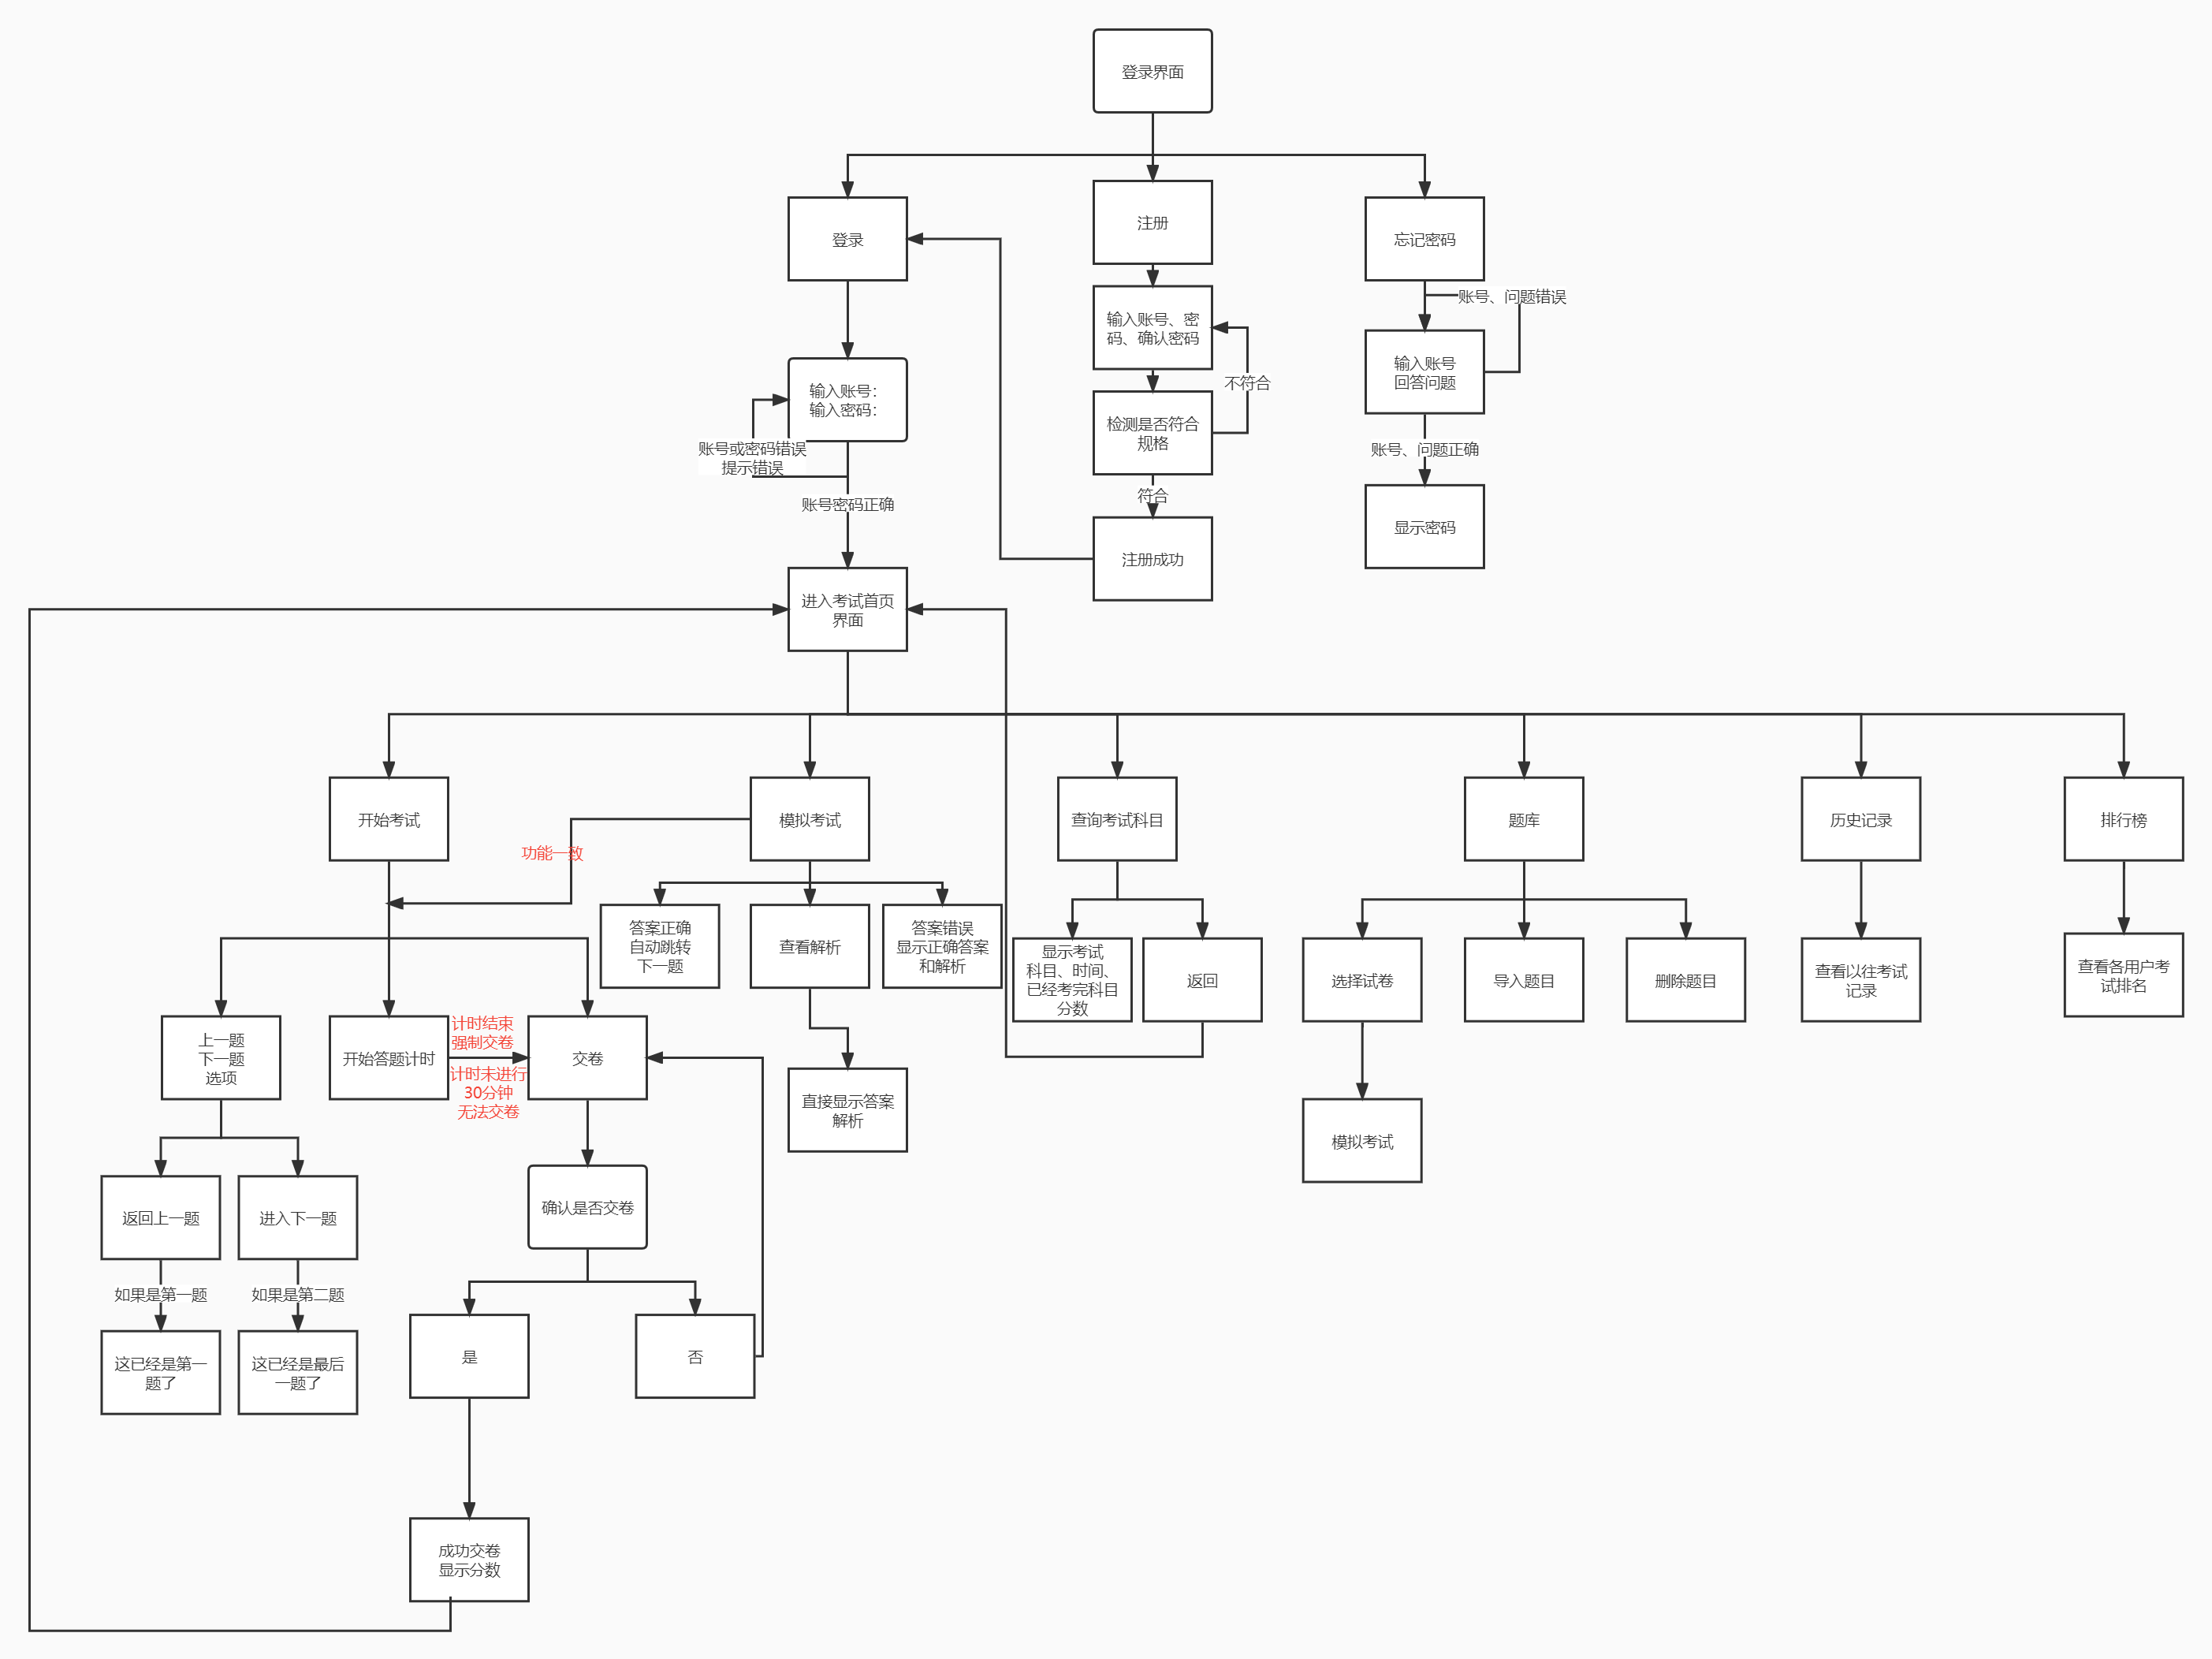 登录界面
登录
注册
忘记密码
账号、问题错误
输入账号、密
码、确认密码
不符合
输入账号
回答问题
输入账号：
输入密码：
检测是否符合
规格
账号或密码错误
提示错误
账号、问题正确
符合
账号密码正确
显示密码
注册成功
进入考试首页
界面
开始考试
模拟考试
查询考试科目
题库
历史记录
排行榜
功能一致
答案正确
自动跳转
下一题
查看解析
答案错误
显示正确答案
和解析
显示考试
科目、时间、
已经考完科目
分数
返回
选择试卷
导入题目
删除题目
查看以往考试
记录
查看各用户考
试排名
上一题
下一题
选项
开始答题计时
计时结束
强制交卷
计时未进行
30分钟
无法交卷
交卷
直接显示答案
解析
模拟考试
返回上一题
进入下一题
确认是否交卷
如果是第一题
如果是第二题
这已经是第一
题了
这已经是最后
一题了
是
否
成功交卷
显示分数